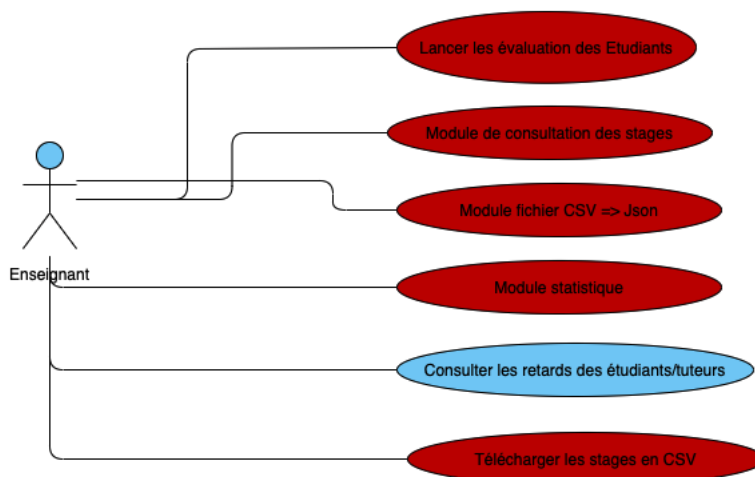 Lancer les évaluation des Etudiants
Module de consultation des stages
Module fichier CSV => Json
Enseignant
Module statistique
Consulter les retards des étudiants/tuteurs
Télécharger les stages en CSV